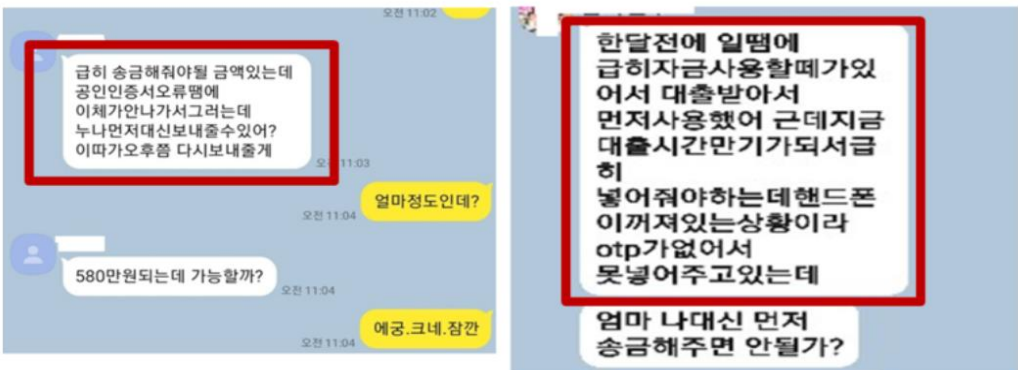 오전 11:02
급히 송금해줘야될 금액있는데
공인인증서오류땜에
이체가안나가서그러는데
누나먼저대신보내줄수있어?
이따가오후쯤 다시보내줄게
오전 11:03
얼마정도인데?
오전 11:04
580만원되는데 가능할까?
오전 11:04
에궁.크네.잠깐
오전 11:04
한달전에 일땜에
급히자금사용할떼가있
어서 대출받아서
먼저사용했어 근데지금
대출시간만기가되서급
히
넣어줘야하는데핸드폰
이꺼져있는상황이라
otp가없어서
못넣어주고있는데
엄마 나대신 먼저
송금해주면 안될가?